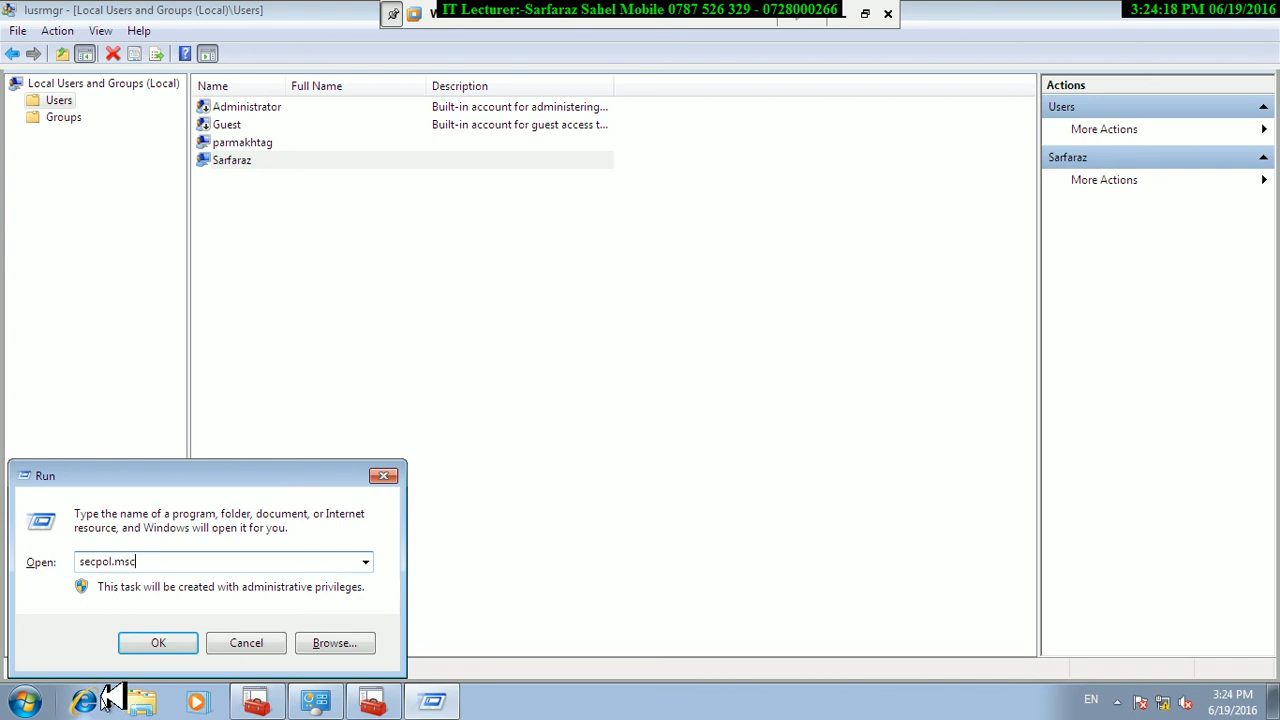 lusrmgr - [Local Users and Groups (Local)\Users]
IT Lecturer:-Sarfaraz Sahel Mobile 0787 526 329 - 0728000266
3:24:18 PM 06/19/2016
File Action View Help
Local Users and Groups (Local)
Users
Groups
Name Full Name Description
Administrator Built-in account for administering...
Guest Built-in account for guest access t...
parmakhtag
Sarfaraz
Actions
Users
More Actions
Sarfaraz
More Actions
Run
Type the name of a program, folder, document, or Internet
resource, and Windows will open it for you.
Open: secpol.msc
This task will be created with administrative privileges.
OK Cancel Browse...
EN
3:24 PM
6/19/2016